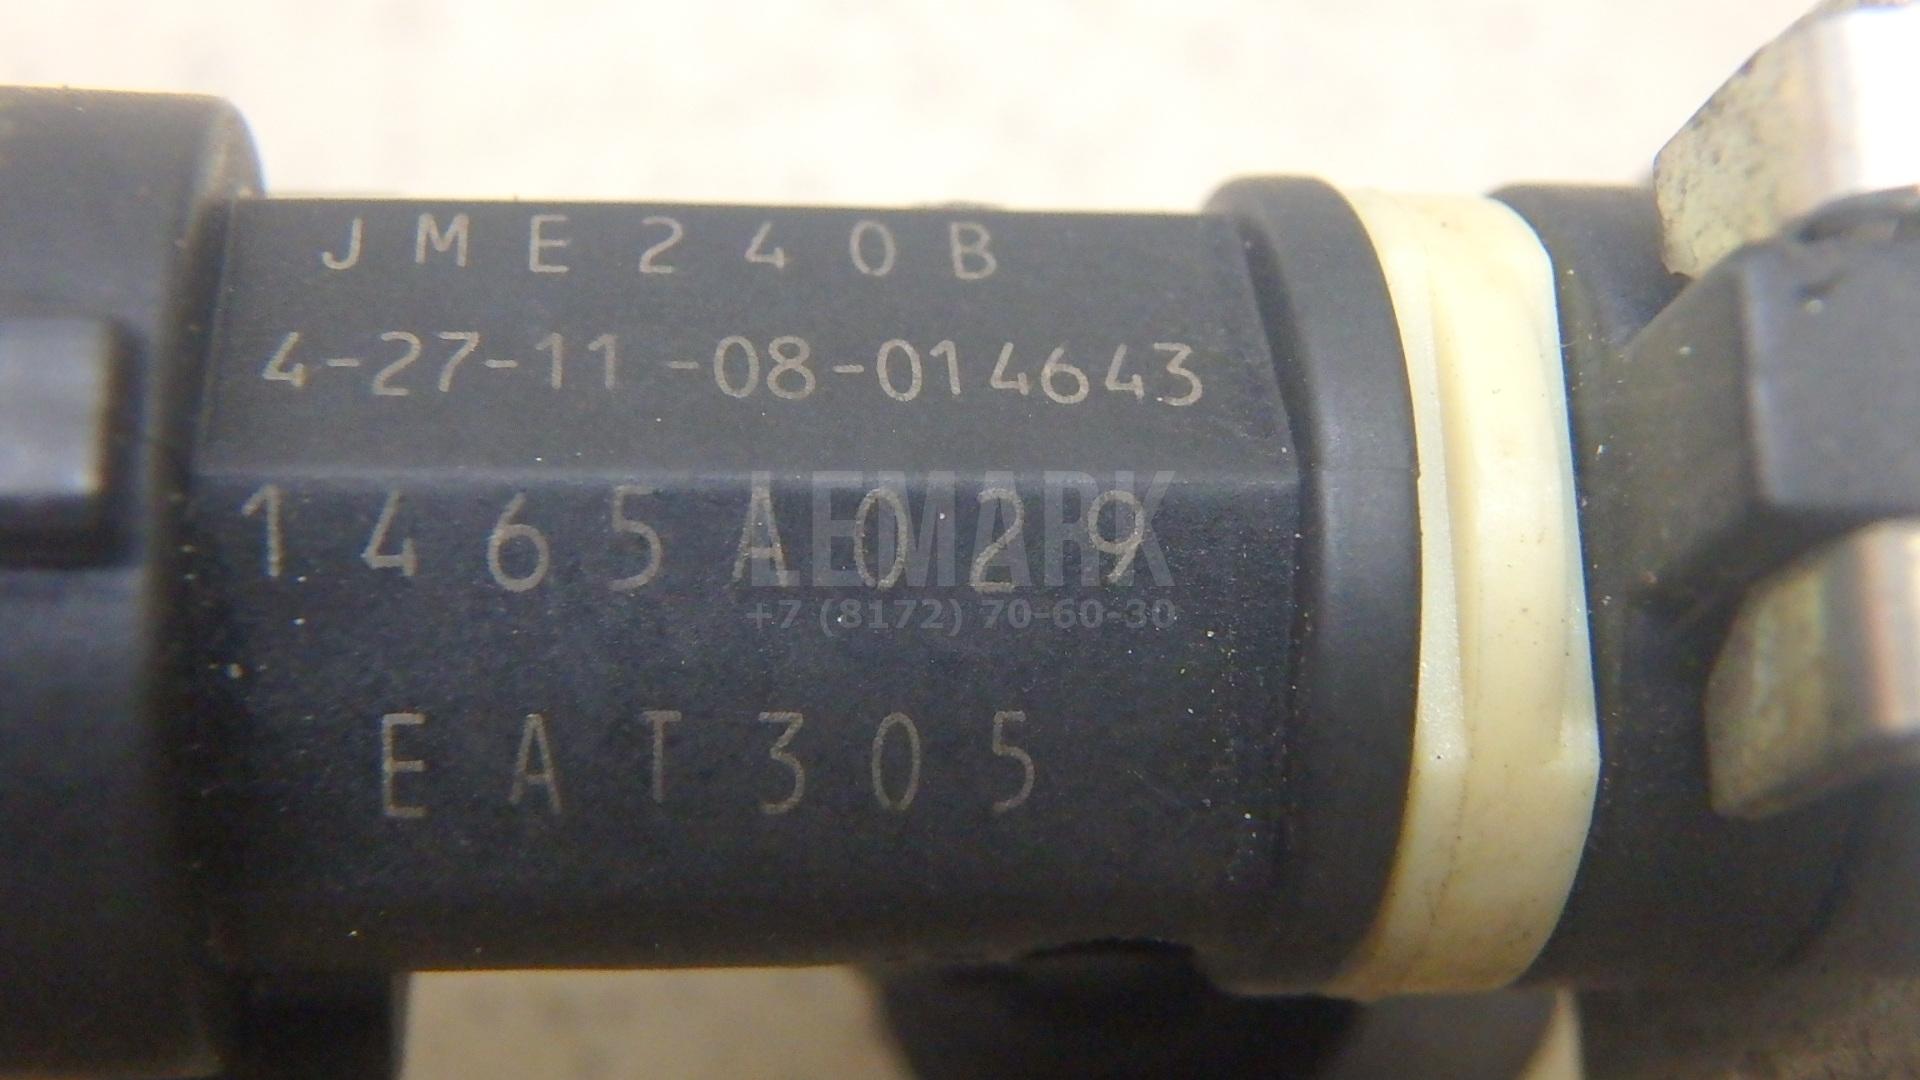 JME240B
4-27-11-08-014643
1465A029
LEMARK
+7 (8172) 70-60-30
EAT305